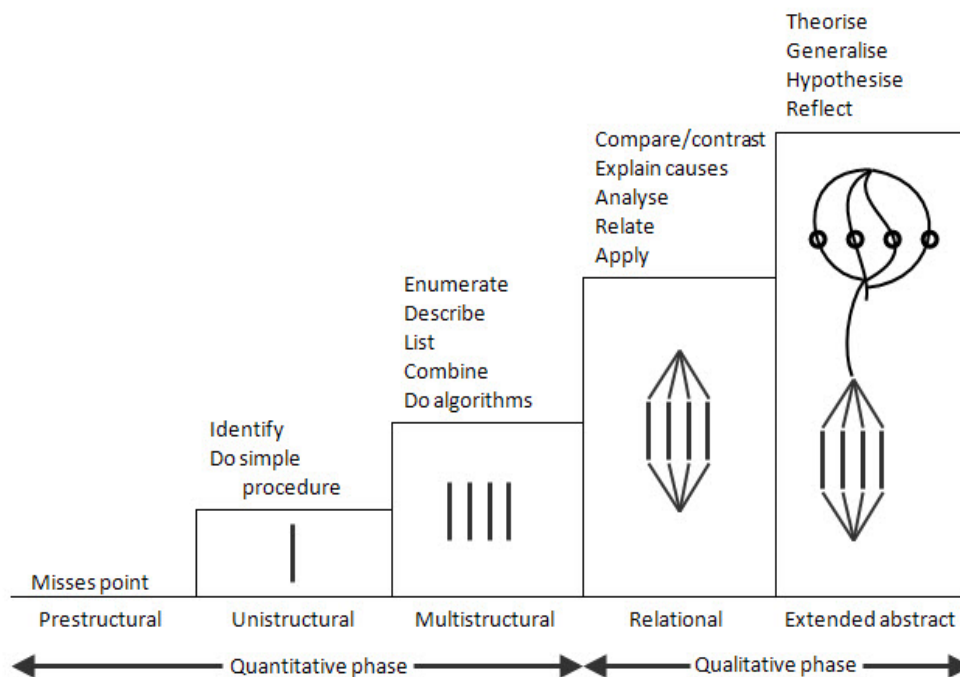 Theorise
Generalise
Hypothesise
Reflect
Compare/contrast
Explain causes
Analyse
Relate
Apply
Enumerate
Describe
List
Combine
Do algorithms
Identify
Do simple
procedure
Misses point
Prestructural
Unistructural
Multistructural
Relational
Extended abstract
Quantitative phase
Qualitative phase